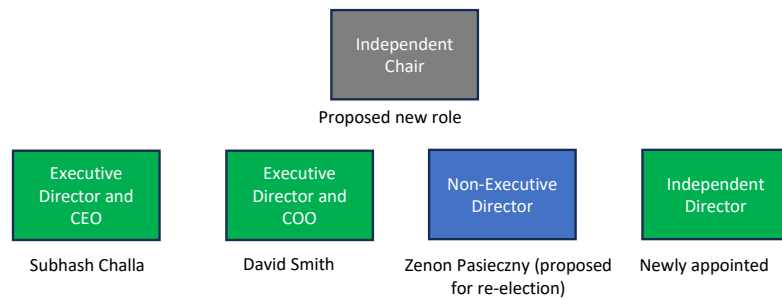 Independent
Chair
Proposed new role
Executive
Director and
CEO
Executive
Director and
COO
Non-Executive
Director
Independent
Director
Subhash Challa
David Smith
Zenon Pasieczny (proposed
for re-election)
Newly appointed